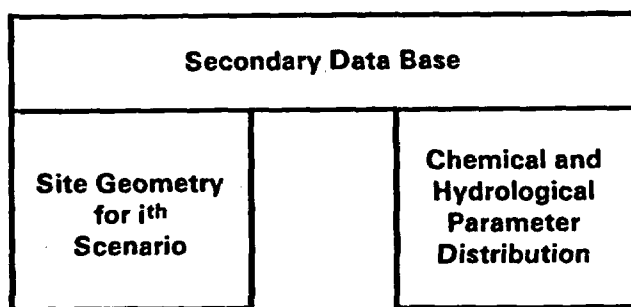 Secondary Data Base
Site Geometry
for ith
Scenario
Chemical and
Hydrological
Parameter
Distribution